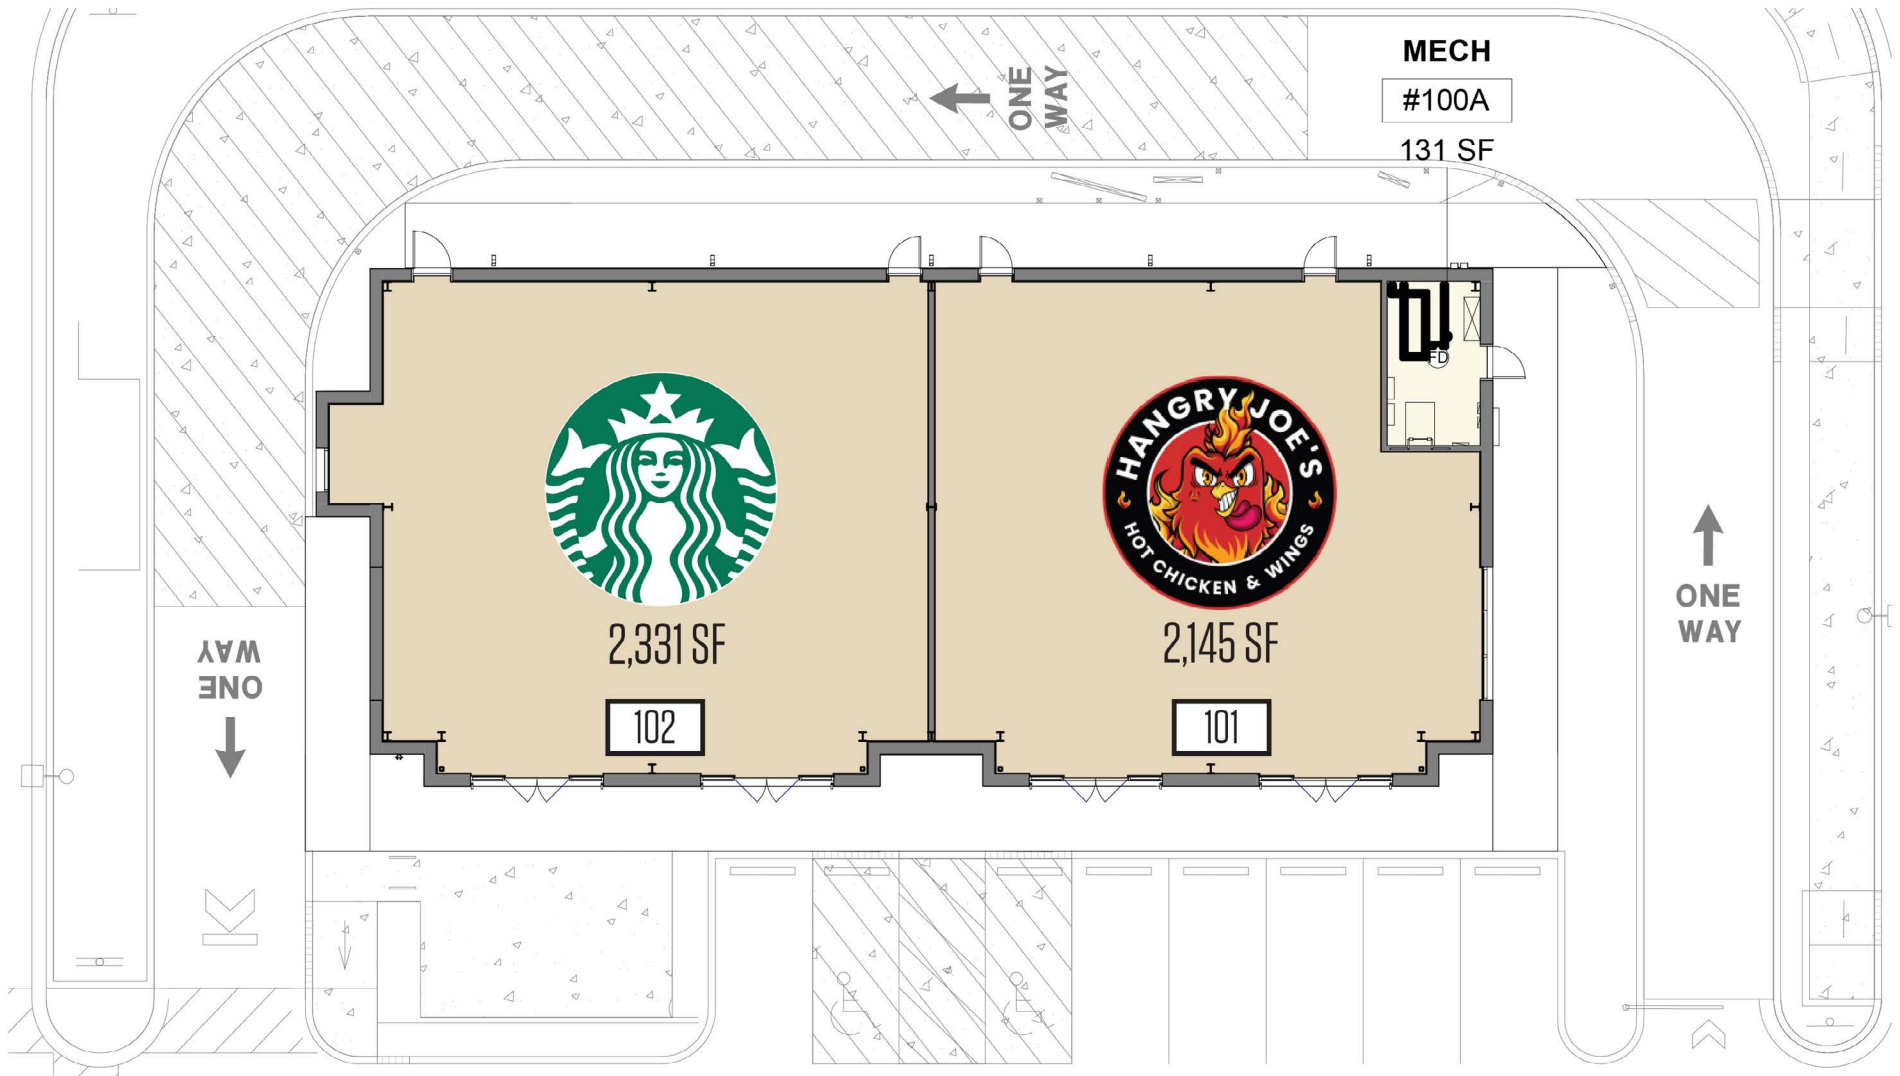 MECH
#100A
131 SF
ONE
WAY
FD
HANGRY JOE'S
HOT CHICKEN & WINGS
2,331 SF
2,145 SF
102
101
ONE
WAY
ONE
WAY